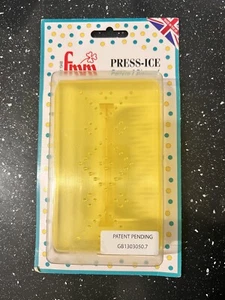 fmm
PRESS-ICE
PATENT PENDING
GB1303050.7